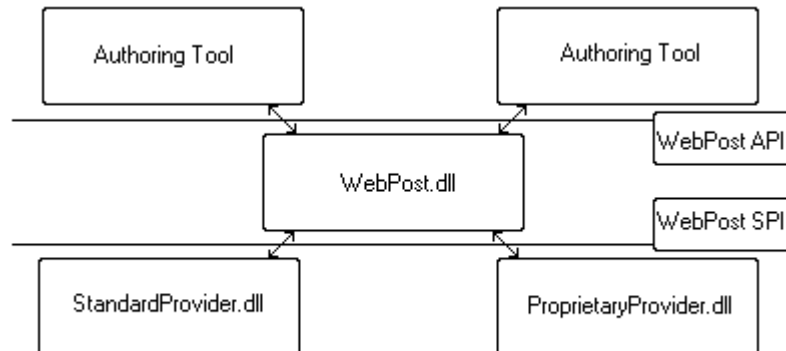 Authoring Tool
Authoring Tool
WebPost API
WebPost.dll
WebPost SPI
StandardProvider.dll
ProprietaryProvider.dll